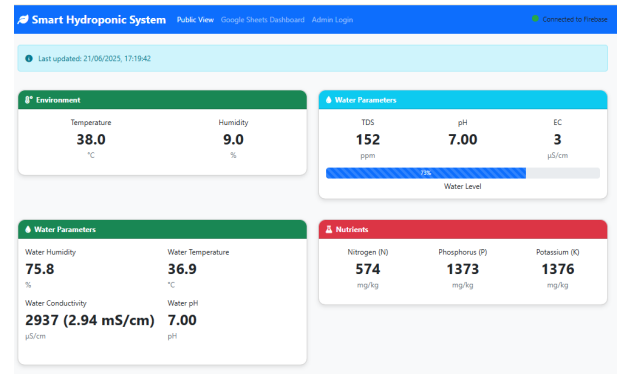 Smart Hydroponic System Public View Google Sheets Dashboard Admin Login Connected to Firebase
Last updated: 21/06/2025, 17:19:42
Environment
Temperature Humidity
38.0 9.0
°C %
Water Parameters
TDS pH EC
152 7.00 3
ppm µS/cm
73%
Water Level
Water Parameters
Water Humidity Water Temperature
75.8 36.9
% °C
Water Conductivity Water pH
2937 (2.94 mS/cm) 7.00
µS/cm pH
Nutrients
Nitrogen (N) Phosphorus (P) Potassium (K)
574 1373 1376
mg/kg mg/kg mg/kg